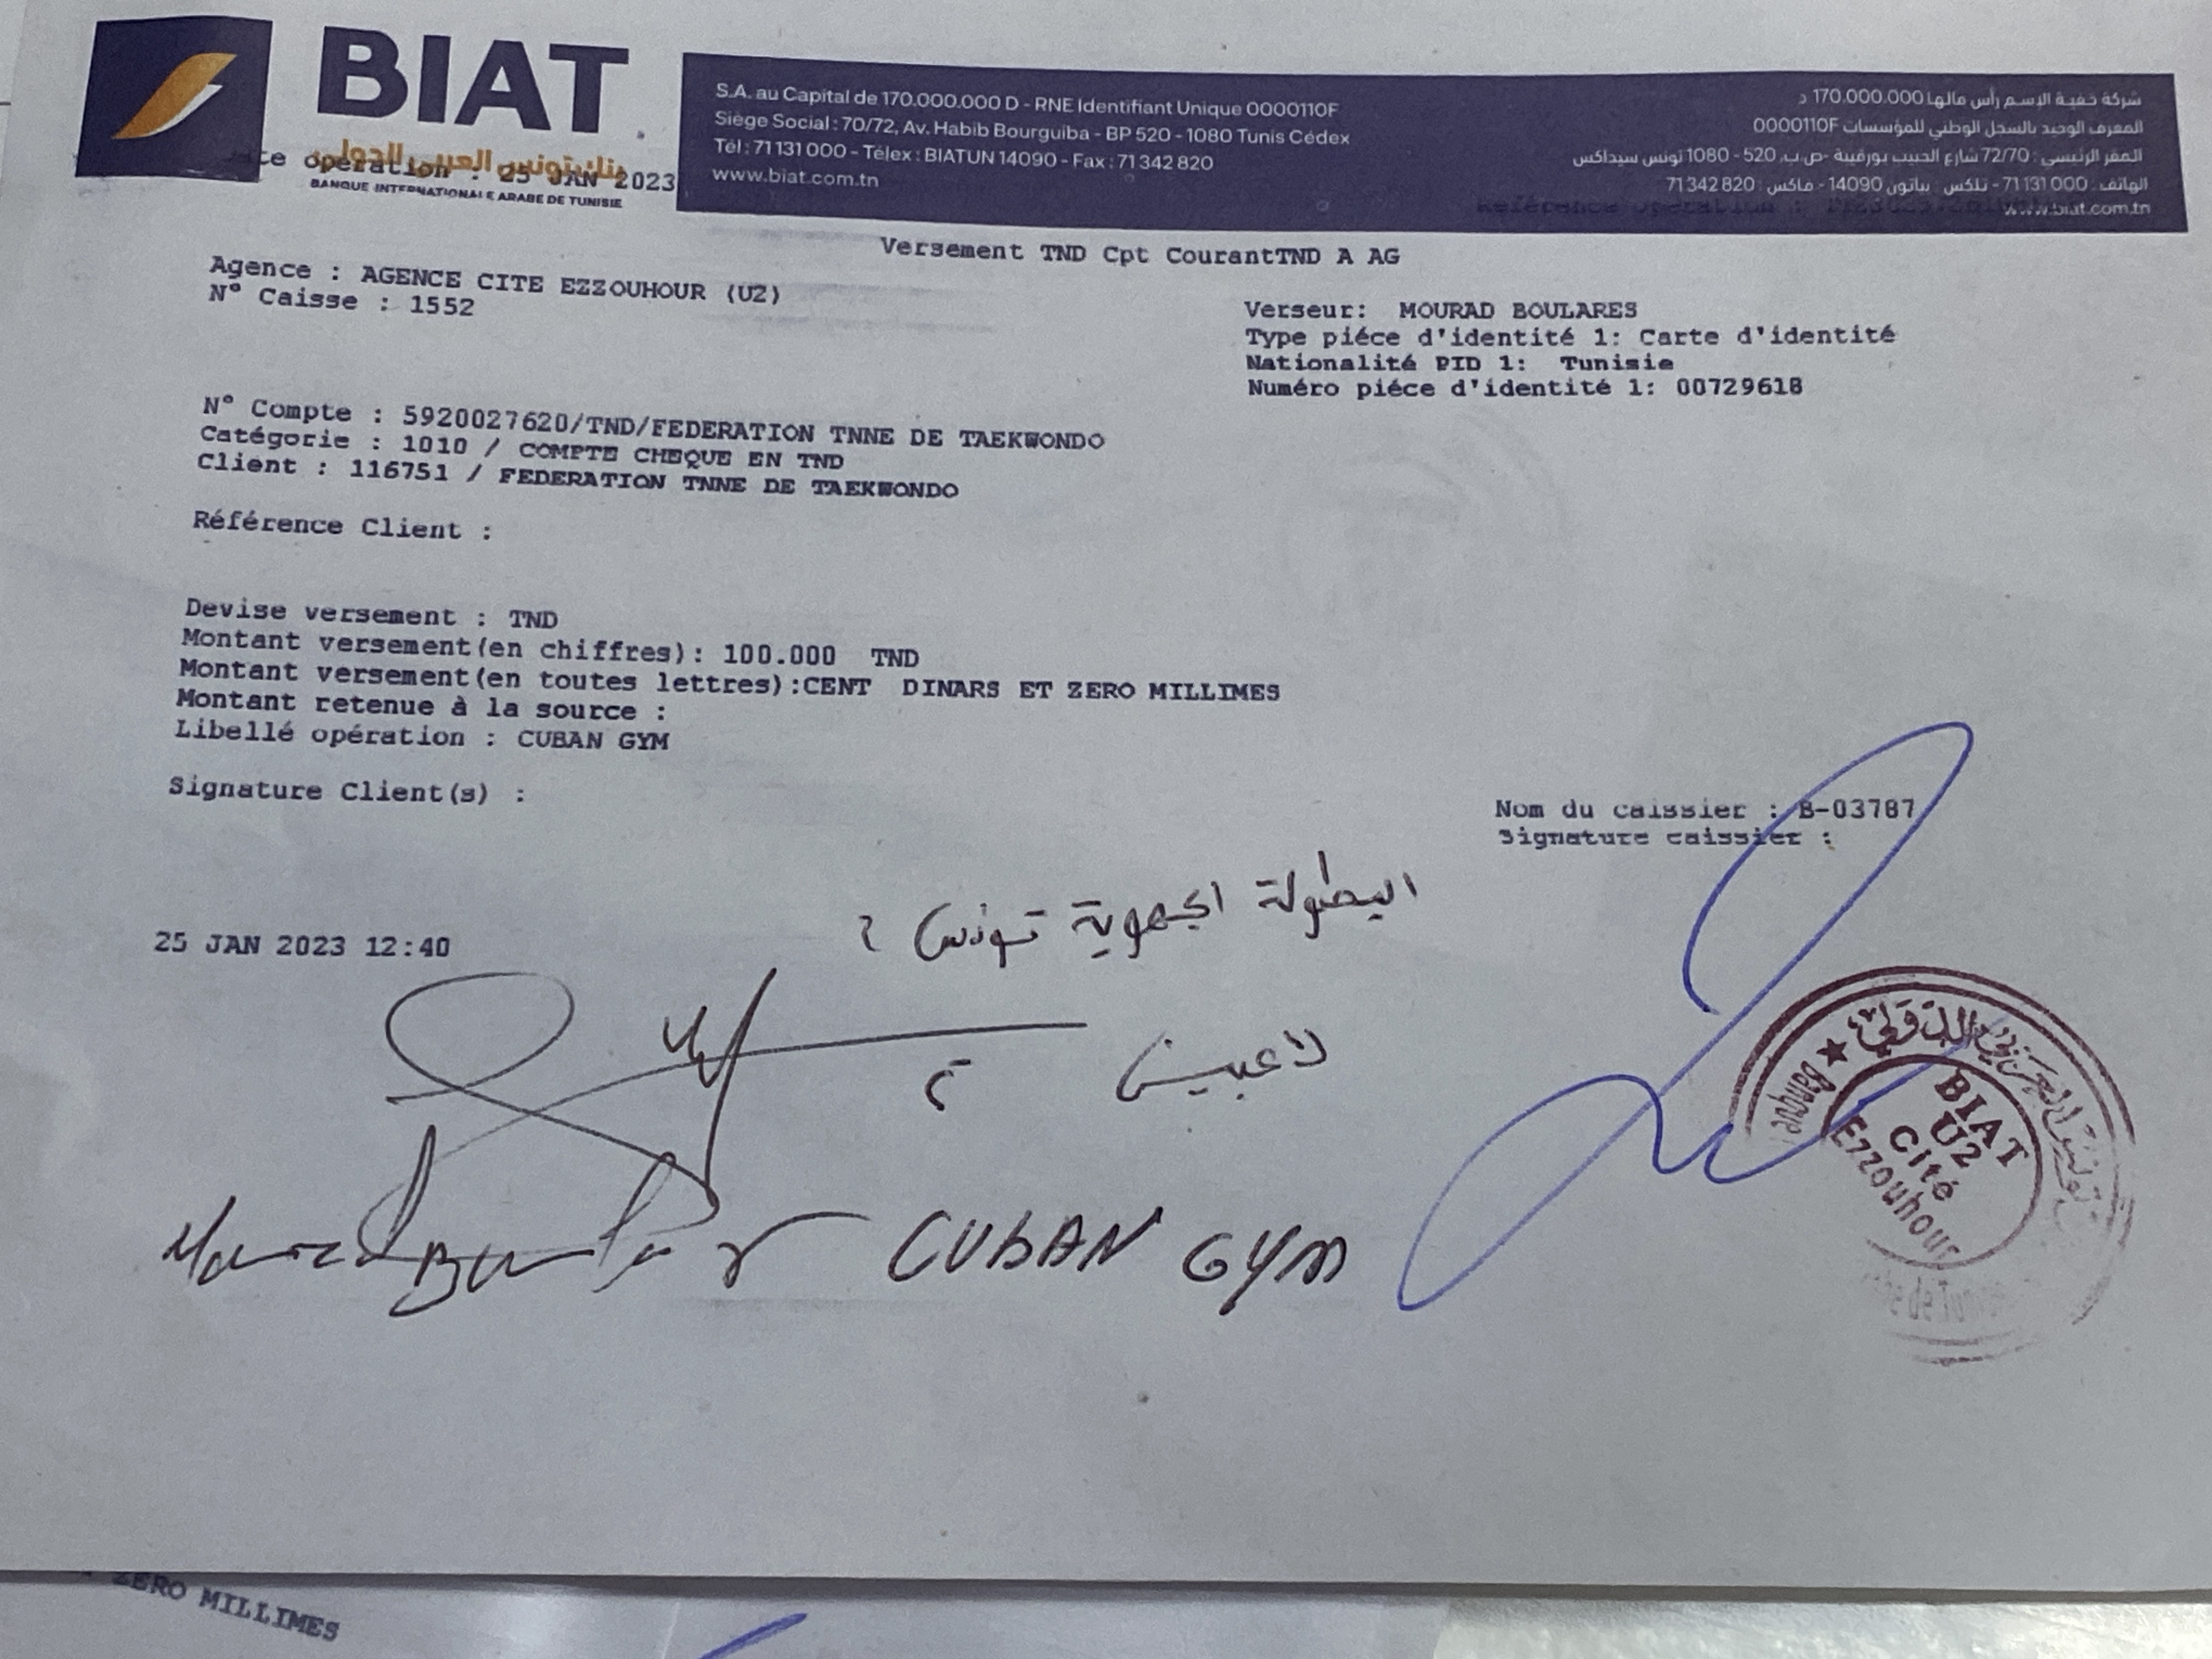 BIAT
بنك تونس العربي الدولي
BANQUE INTERNATIONALE ARABE DE TUNISIE
S.A. au Capital de 170.000.000 D - RNE Identifiant Unique 0000110F
Siège Social : 70/72, Av. Habib Bourguiba - BP 520 - 1080 Tunis Cédex
Tél : 71 131 000 - Télex : BIATUN 14090 - Fax : 71 342 820
www.biat.com.tn
شركة خفية الإسم رأس مالها 170.000.000 د
المعرف الوحيد بالسجل الوطني للمؤسسات 0000110F
المقر الرئيسي : 72/70 شارع الحبيب بورقيبة -ص.ب. 520 - 1080 تونس سيداكس
الهاتف : 71 131 000 - تلكس : بياتون 14090 - فاكس : 71 342 820
www.biat.com.tn
te opération : 25 JAN 2023
Référence opération :
Versement TND Cpt CourantTND A AG
Agence : AGENCE CITE EZZOUHOUR (U2)
N° Caisse : 1552
Verseur: MOURAD BOULARES
Type piéce d'identité 1: Carte d'identité
Nationalité PID 1: Tunisie
Numéro piéce d'identité 1: 00729618
N° Compte : 5920027620/TND/FEDERATION TNNE DE TAEKWONDO
Catégorie : 1010 / COMPTE CHEQUE EN TND
Client : 116751 / FEDERATION TNNE DE TAEKWONDO
Référence Client :
Devise versement : TND
Montant versement(en chiffres): 100.000 TND
Montant versement(en toutes lettres):CENT DINARS ET ZERO MILLIMES
Montant retenue à la source :
Libellé opération : CUBAN GYM
Signature Client(s) :
Nom du caissier : B-03787
Signature caissier :
البطولة الجهوية تونس
25 JAN 2023 12:40
لاعبين
CUBAN GYM
BIAT
U2
Cité
Ezzouhour
Banque
ZERO MILLIMES